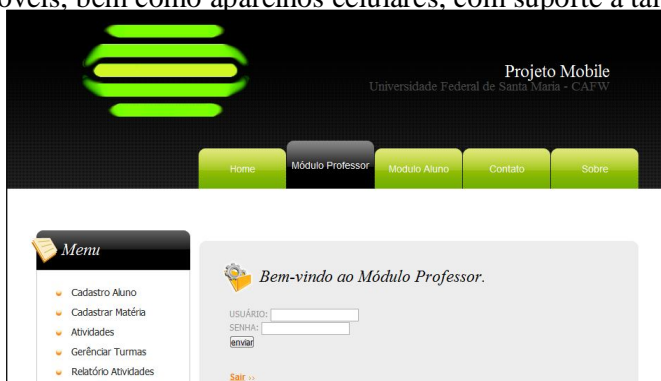 óveis, bem como aparelhos celulares, com suporte a ta
Projeto Mobile
Universidade Federal de Santa Maria - CAFW
Home
Módulo Professor
Modulo Aluno
Contato
Sobre
Menu
Cadastro Aluno
Cadastrar Matéria
Atividades
Gerênciar Turmas
Relatório Atividades
Bem-vindo ao Módulo Professor.
USUÁRIO:
SENHA:
enviar
Sair ››